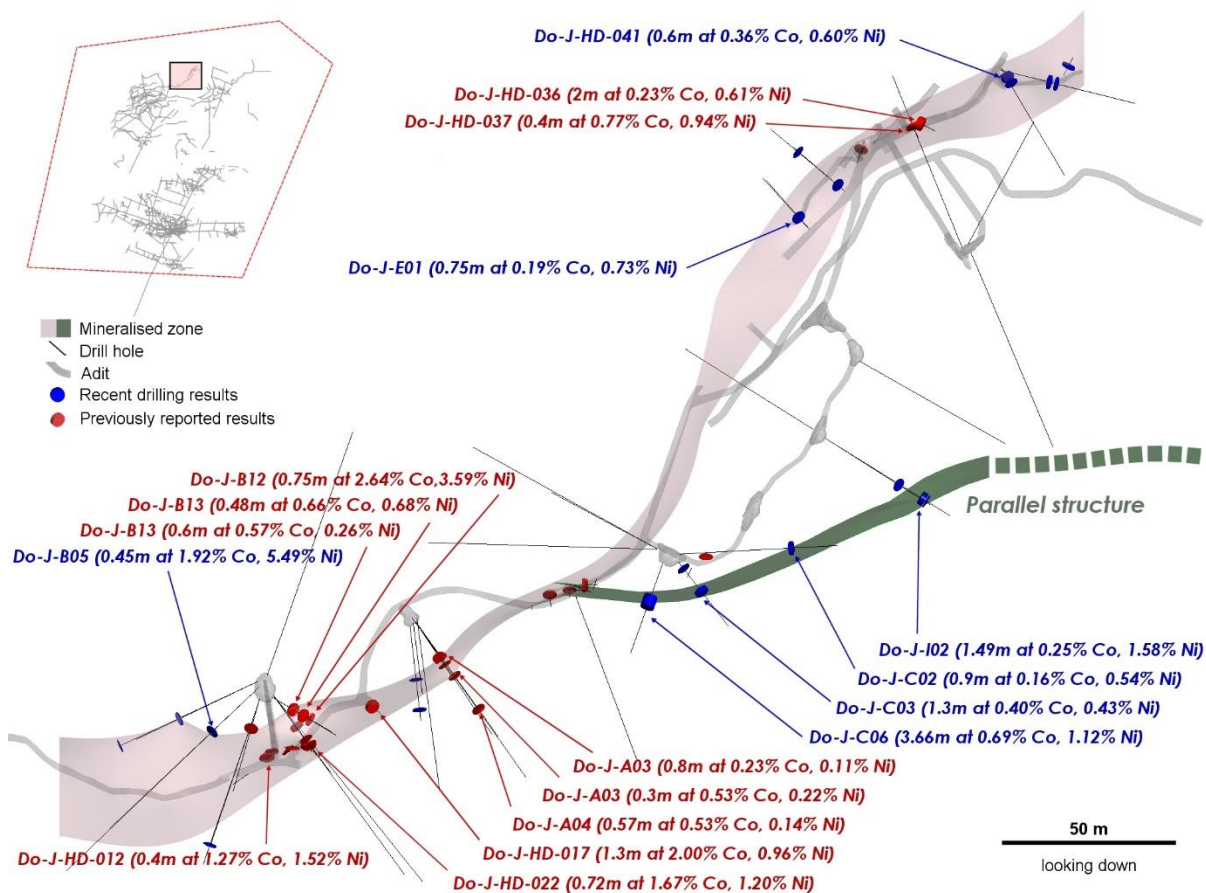 Do-J-HD-041 (0.6m at 0.36% Co, 0.60% Ni)
Do-J-HD-036 (2m at 0.23% Co, 0.61% Ni)
Do-J-HD-037 (0.4m at 0.77% Co, 0.94% Ni)
Do-J-E01 (0.75m at 0.19% Co, 0.73% Ni)
Mineralised zone
Drill hole
Adit
Recent drilling results
Previously reported results
Do-J-B12 (0.75m at 2.64% Co,3.59% Ni)
Do-J-B13 (0.48m at 0.66% Co, 0.68% Ni)
Do-J-B13 (0.6m at 0.57% Co, 0.26% Ni)
Do-J-B05 (0.45m at 1.92% Co, 5.49% Ni)
Parallel structure
Do-J-I02 (1.49m at 0.25% Co, 1.58% Ni)
Do-J-C02 (0.9m at 0.16% Co, 0.54% Ni)
Do-J-C03 (1.3m at 0.40% Co, 0.43% Ni)
Do-J-C06 (3.66m at 0.69% Co, 1.12% Ni)
Do-J-A03 (0.8m at 0.23% Co, 0.11% Ni)
Do-J-A03 (0.3m at 0.53% Co, 0.22% Ni)
Do-J-A04 (0.57m at 0.53% Co, 0.14% Ni)
Do-J-HD-017 (1.3m at 2.00% Co, 0.96% Ni)
Do-J-HD-022 (0.72m at 1.67% Co, 1.20% Ni)
Do-J-HD-012 (0.4m at 1.27% Co, 1.52% Ni)
50 m
looking down